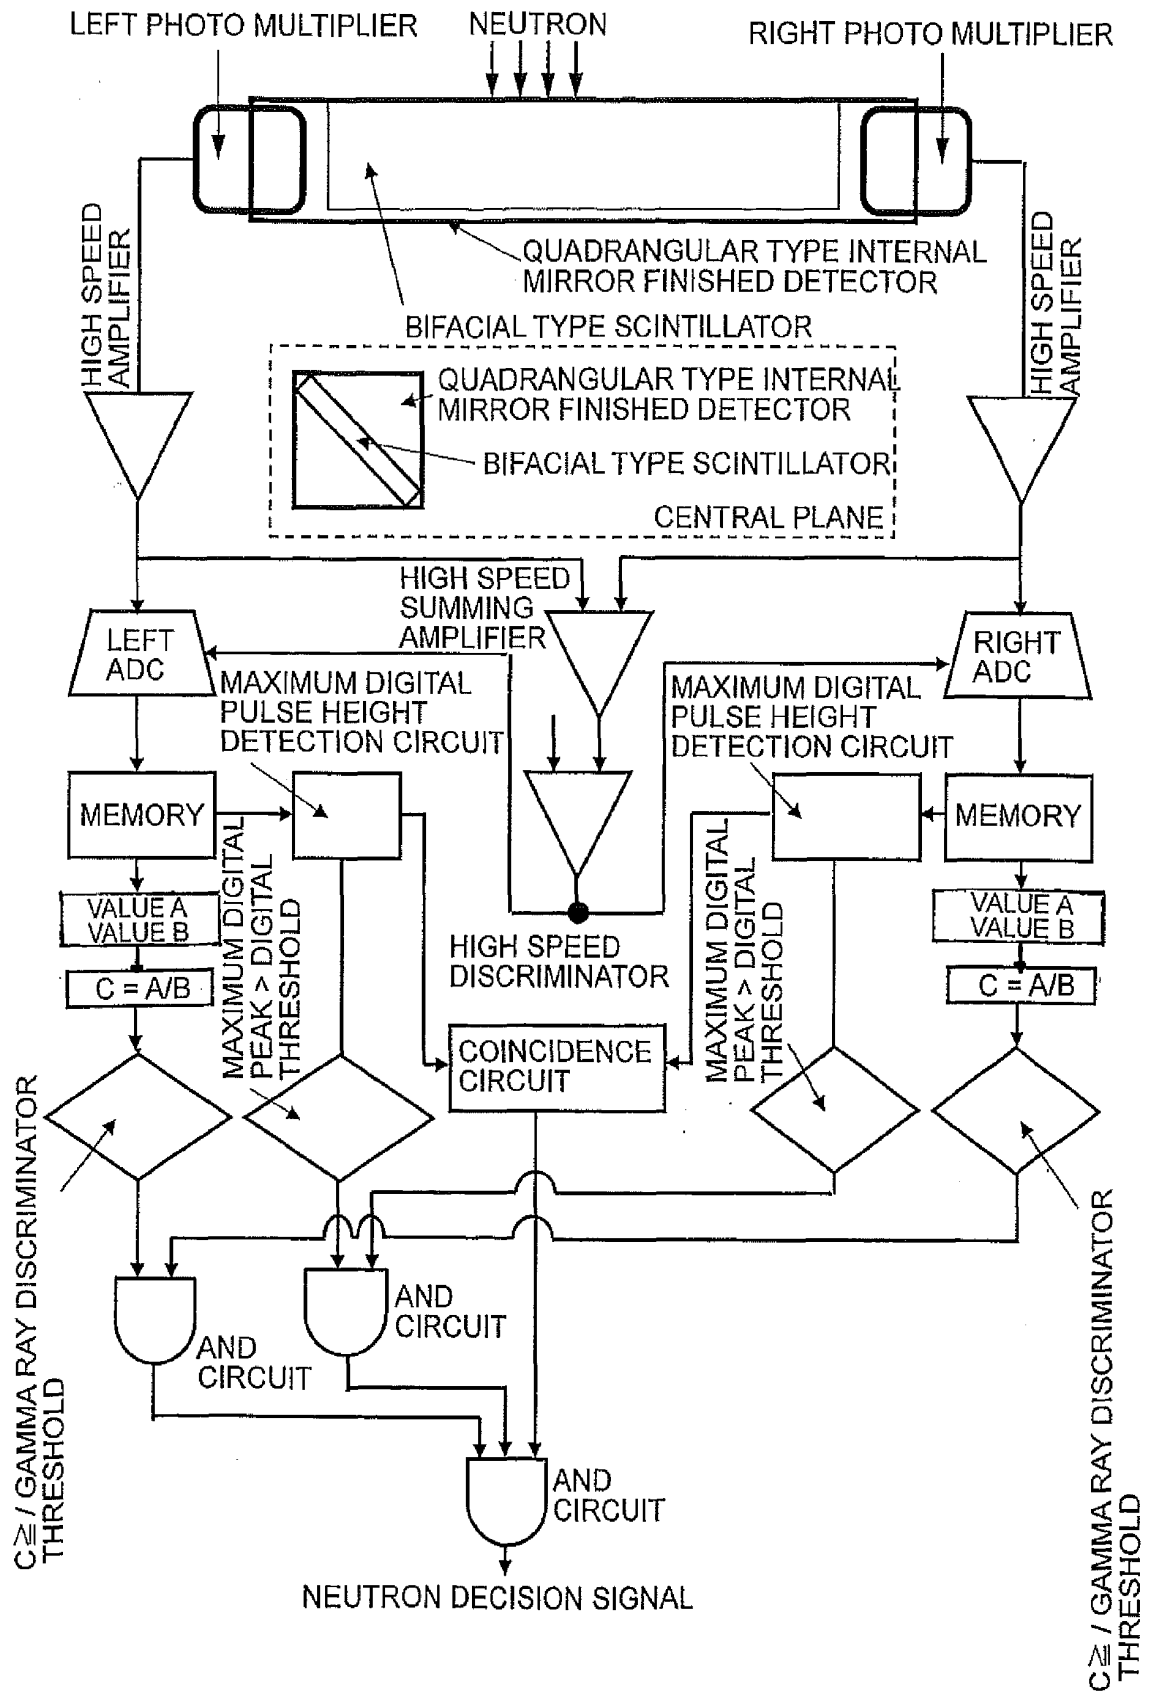 LEFT PHOTO MULTIPLIER
NEUTRON
RIGHT PHOTO MULTIPLIER
HIGH SPEED
AMPLIFIER
QUADRANGULAR TYPE INTERNAL
MIRROR FINISHED DETECTOR
HIGH SPEED
AMPLIFIER
BIFACIAL TYPE SCINTILLATOR
QUADRANGULAR TYPE INTERNAL
MIRROR FINISHED DETECTOR
BIFACIAL TYPE SCINTILLATOR
CENTRAL PLANE
HIGH SPEED
SUMMING
AMPLIFIER
LEFT
ADC
RIGHT
ADC
MAXIMUM DIGITAL
PULSE HEIGHT
DETECTION CIRCUIT
MAXIMUM DIGITAL
PULSE HEIGHT
DETECTION CIRCUIT
MEMORY
MEMORY
VALUE A
VALUE B
MAXIMUM DIGITAL
PEAK > DIGITAL
THRESHOLD
HIGH SPEED
DISCRIMINATOR
MAXIMUM DIGITAL
PEAK > DIGITAL
THRESHOLD
VALUE A
VALUE B
C = A/B
C = A/B
COINCIDENCE
CIRCUIT
C≧/ GAMMA RAY DISCRIMINATOR
THRESHOLD
C≧/ GAMMA RAY DISCRIMINATOR
THRESHOLD
AND
CIRCUIT
AND
CIRCUIT
AND
CIRCUIT
NEUTRON DECISION SIGNAL